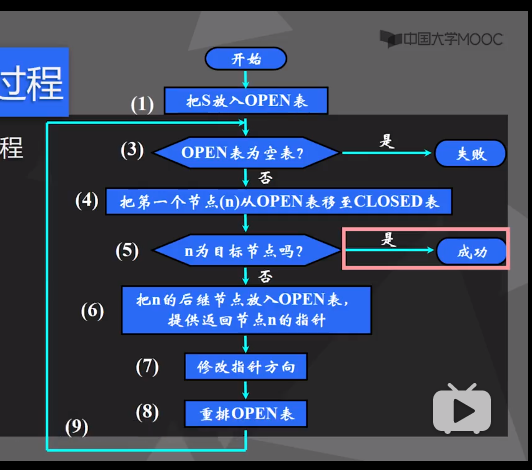 中国大学MOOC
过程
程
开始
(1)
把S放入OPEN表
(3)
OPEN表为空表?
是
失败
否
(4)
把第一个节点(n)从OPEN表移至CLOSED表
(5)
n为目标节点吗?
是
成功
否
(6)
把n的后继节点放入OPEN表,
提供返回节点n的指针
(7)
修改指针方向
(8)
重排OPEN表
(9)